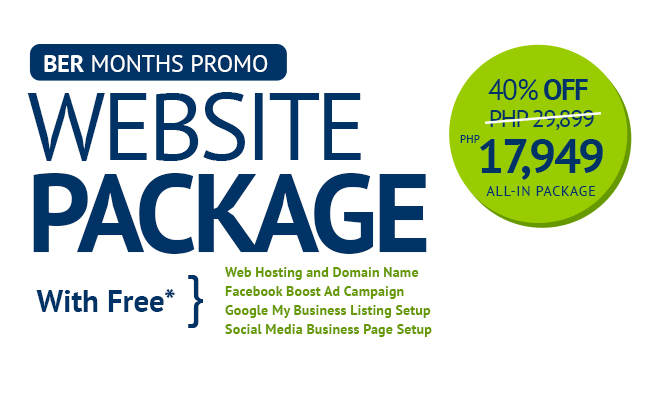 BER MONTHS PROMO
WEBSITE
PACKAGE
With Free*
}
Web Hosting and Domain Name
Facebook Boost Ad Campaign
Google My Business Listing Setup
Social Media Business Page Setup
40% OFF
PHP 29,899
PHP 17,949
ALL-IN PACKAGE